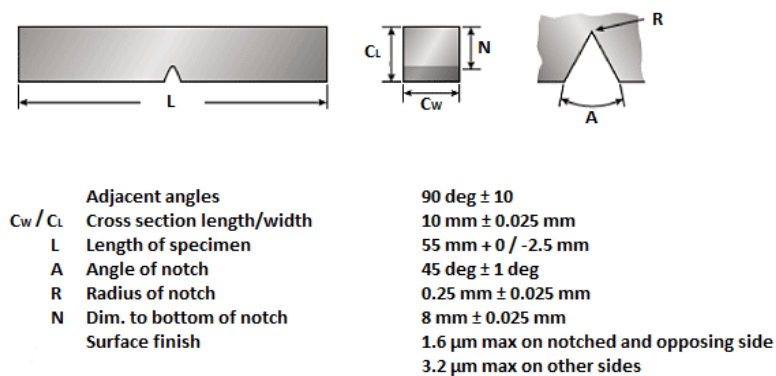 R
CL
N
L
CW
A
Adjacent angles 90 deg ± 10
CW / CL Cross section length/width 10 mm ± 0.025 mm
L Length of specimen 55 mm + 0 / -2.5 mm
A Angle of notch 45 deg ± 1 deg
R Radius of notch 0.25 mm ± 0.025 mm
N Dim. to bottom of notch 8 mm ± 0.025 mm
Surface finish 1.6 µm max on notched and opposing side
3.2 µm max on other sides